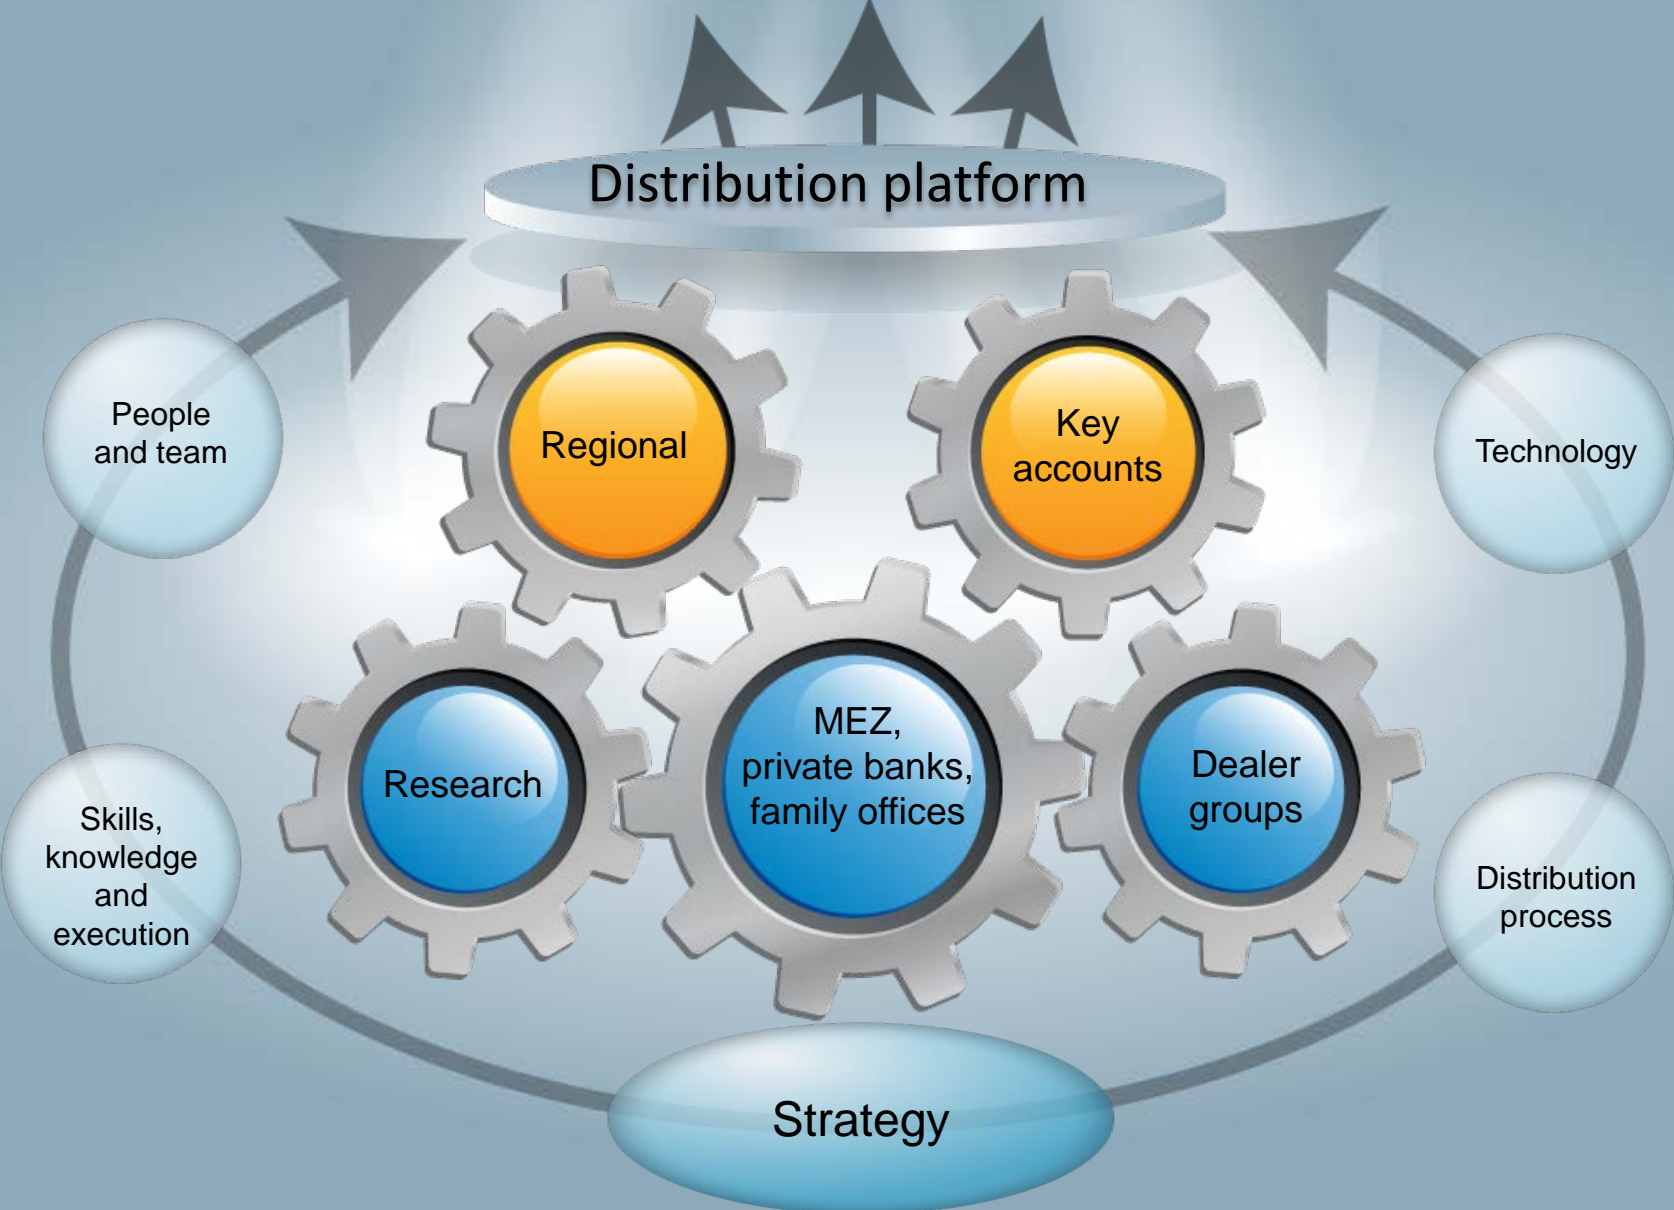 Distribution platform
People
and team
Regional
Key
accounts
Technology
Research
MEZ,
private banks,
family offices
Dealer
groups
Skills,
knowledge
and
execution
Distribution
process
Strategy